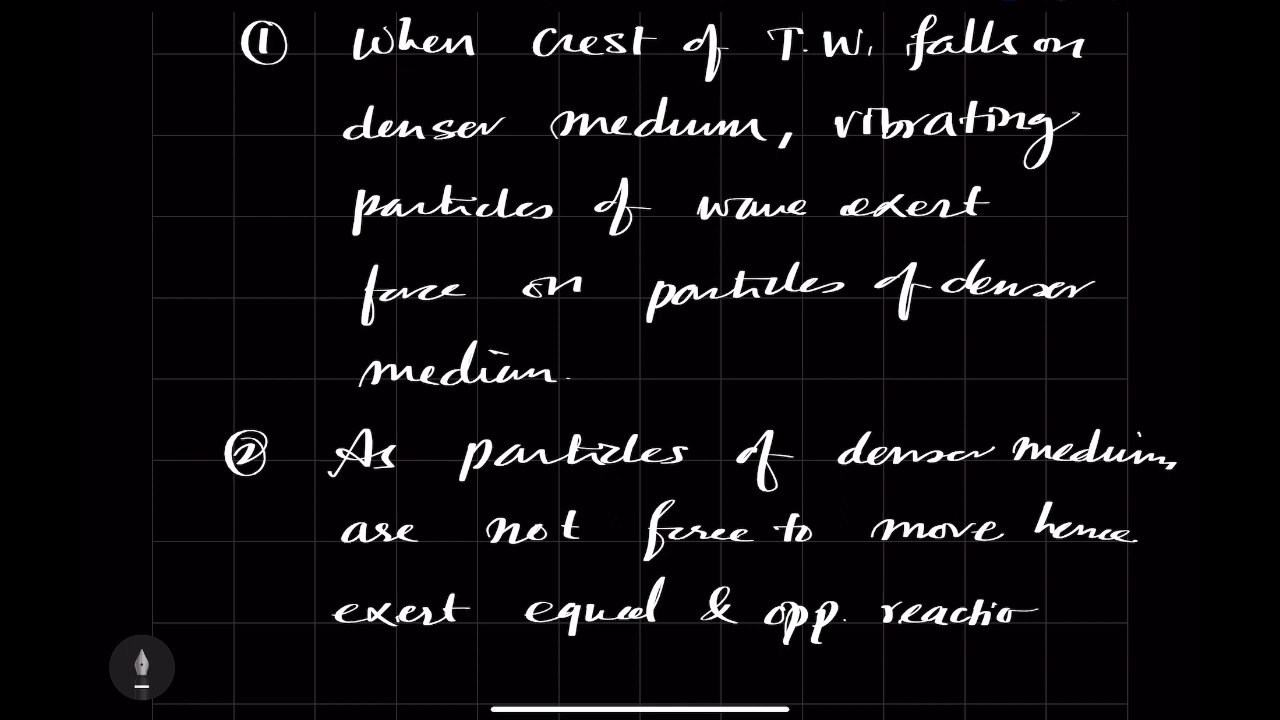 ① When crest of T.W. falls on
denser medium, vibrating
particles of wave exert
force on particles of denser
medium.
② As particles of denser medium,
are not free to move hence
exert equal & opp. reactio